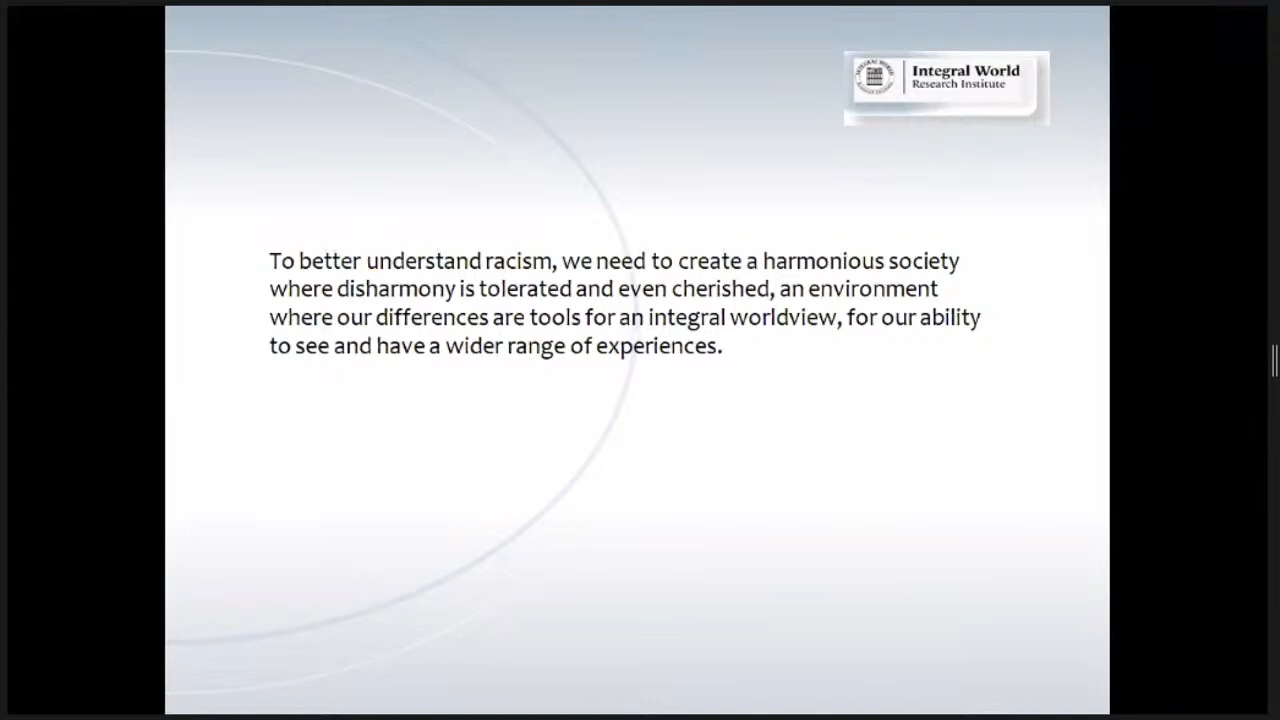 Integral World
Research Institute
To better understand racism, we need to create a harmonious society
where disharmony is tolerated and even cherished, an environment
where our differences are tools for an integral worldview, for our ability
to see and have a wider range of experiences.